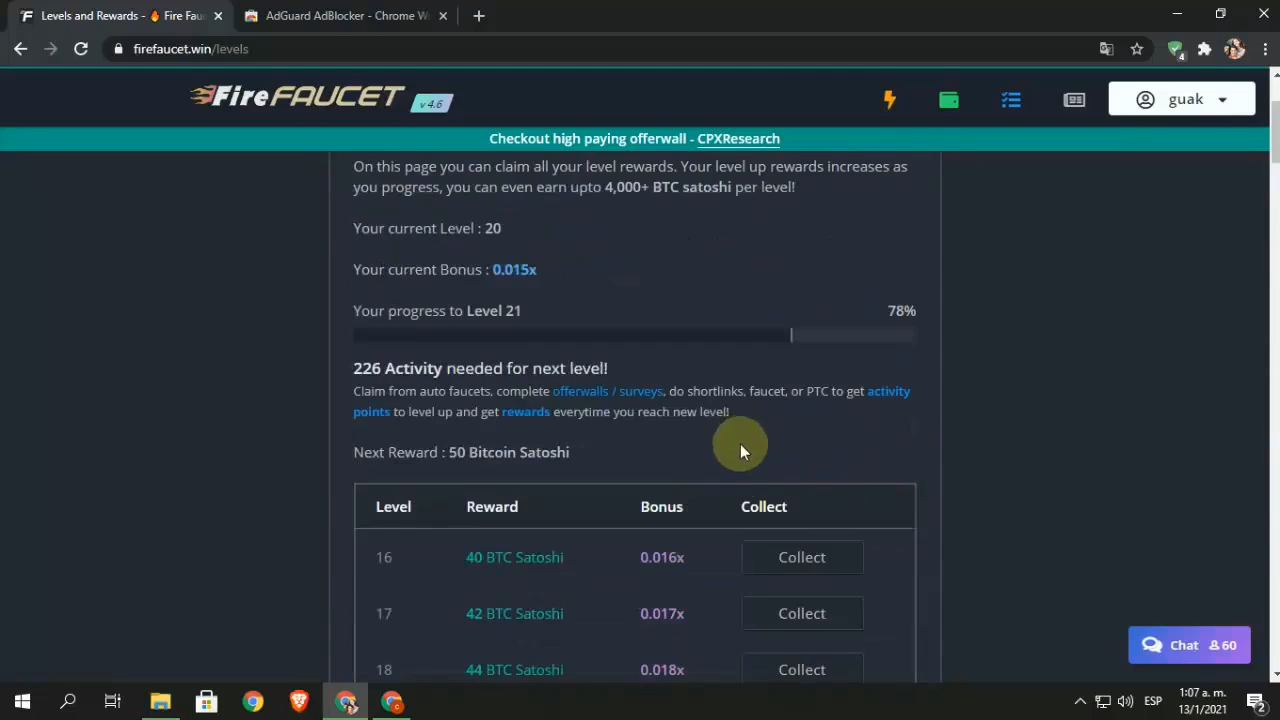 Levels and Rewards - 🔥 Fire Fau
AdGuard AdBlocker - Chrome W
firefaucet.win/levels
4
FireFAUCET v 4.6
guak
Checkout high paying offerwall - CPXResearch
On this page you can claim all your level rewards. Your level up rewards increases as
you progress, you can even earn upto 4,000+ BTC satoshi per level!
Your current Level : 20
Your current Bonus : 0.015x
Your progress to Level 21 78%
226 Activity needed for next level!
Claim from auto faucets, complete offerwalls / surveys, do shortlinks, faucet, or PTC to get activity
points to level up and get rewards everytime you reach new level!
Next Reward : 50 Bitcoin Satoshi
Level Reward Bonus Collect
16 40 BTC Satoshi 0.016x Collect
17 42 BTC Satoshi 0.017x Collect
18 44 BTC Satoshi 0.018x Collect
Chat 60
ESP
1:07 a. m.
13/1/2021
2